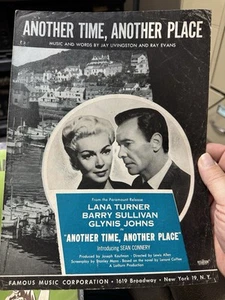 ANOTHER TIME, ANOTHER PLACE
MUSIC AND WORDS BY JAY LIVINGSTON AND RAY EVANS
From the Paramount Release
LANA TURNER
BARRY SULLIVAN
GLYNIS JOHNS
in
"ANOTHER TIME, ANOTHER PLACE"
Introducing SEAN CONNERY
Produced by Joseph Kaufman • Directed by Lewis Allen
Screenplay by Stanley Mann • Based on the novel by Lenore Coffee
A Lanturn Production
FAMOUS MUSIC CORPORATION • 1619 Broadway • New York 19, N.Y.